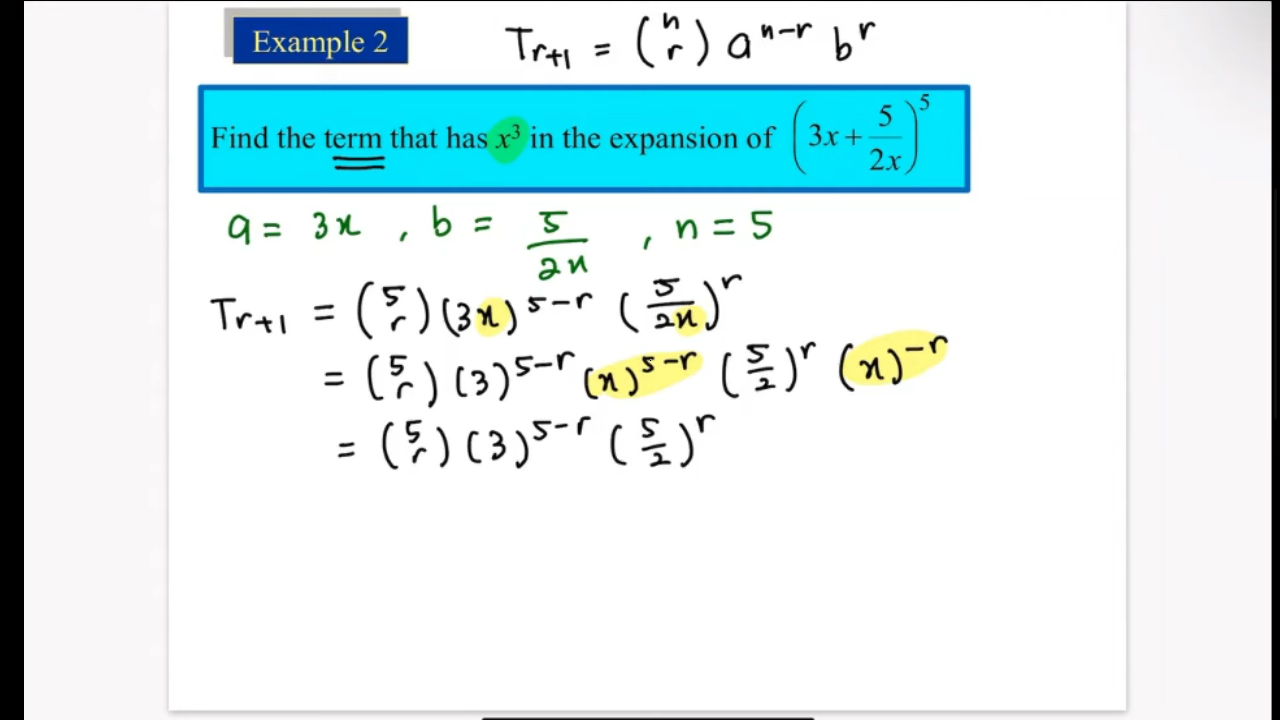 Example 2
Tr+1 = (n r) a^n-r b^r
Find the term that has x^3 in the expansion of (3x + 5/2x)^5
a = 3x , b = 5/2x , n = 5
Tr+1 = (5 r) (3x)^5-r (5/2x)^r
= (5 r) (3)^5-r (x)^5-r (5/2)^r (x)^-r
= (5 r) (3)^5-r (5/2)^r